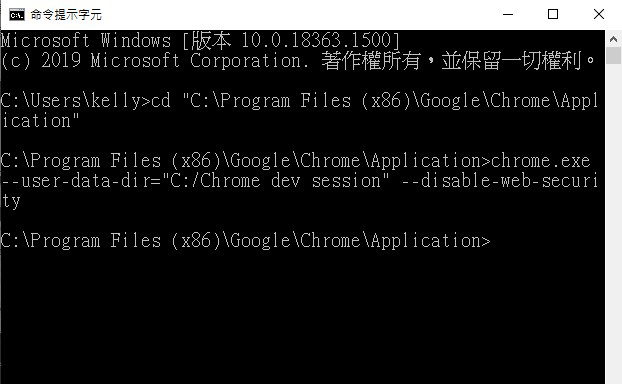 命令提示字元
Microsoft Windows [版本 10.0.18363.1500]
(c) 2019 Microsoft Corporation. 著作權所有，並保留一切權利。
C:\Users\kelly>cd "C:\Program Files (x86)\Google\Chrome\Appl
ication"
C:\Program Files (x86)\Google\Chrome\Application>chrome.exe
--user-data-dir="C:/Chrome dev session" --disable-web-securi
ty
C:\Program Files (x86)\Google\Chrome\Application>